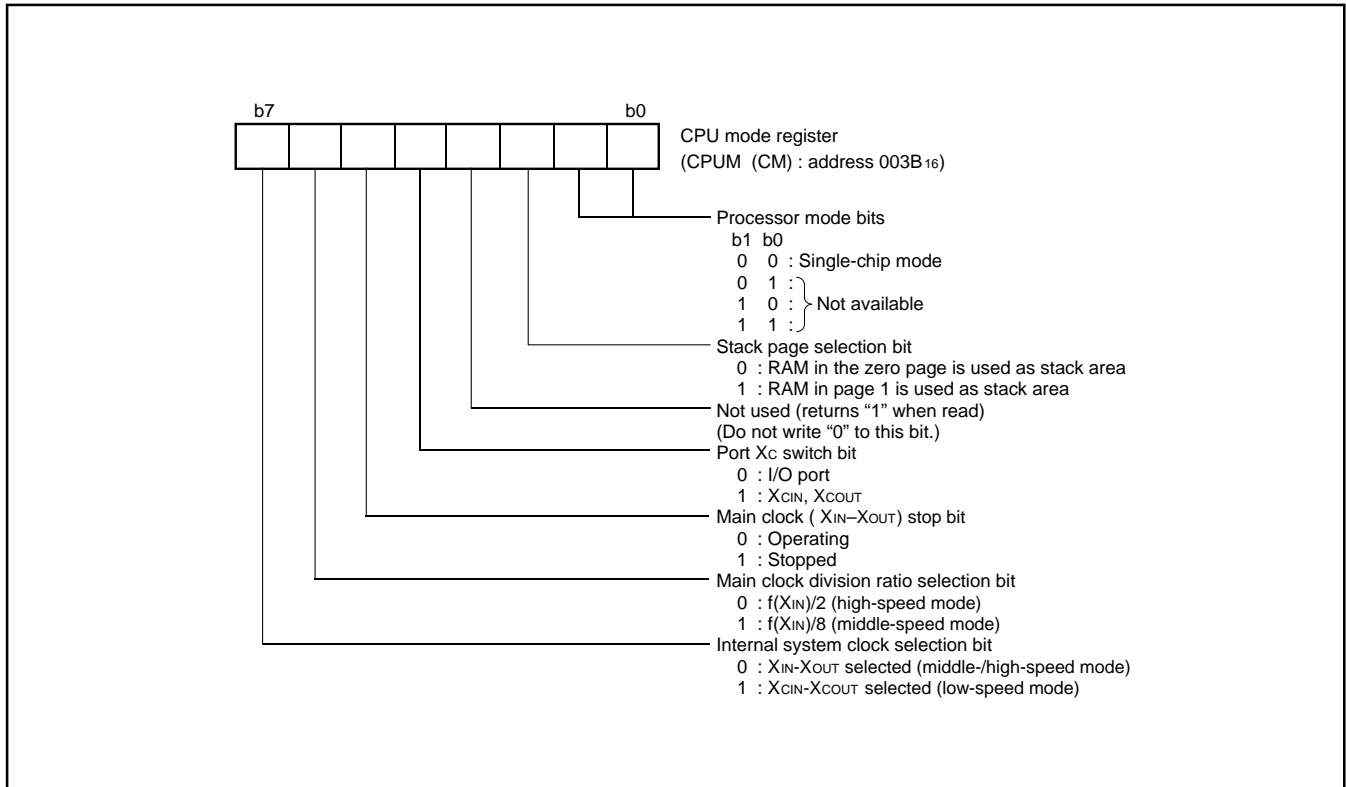 b7 b0
CPU mode register
(CPUM (CM) : address 003B16)
Processor mode bits
b1 b0
0 0 : Single-chip mode
0 1 :
1 0 : Not available
1 1 :
Stack page selection bit
0 : RAM in the zero page is used as stack area
1 : RAM in page 1 is used as stack area
Not used (returns “1” when read)
(Do not write “0” to this bit.)
Port XC switch bit
0 : I/O port
1 : XCIN, XCOUT
Main clock ( XIN–XOUT) stop bit
0 : Operating
1 : Stopped
Main clock division ratio selection bit
0 : f(XIN)/2 (high-speed mode)
1 : f(XIN)/8 (middle-speed mode)
Internal system clock selection bit
0 : XIN-XOUT selected (middle-/high-speed mode)
1 : XCIN-XCOUT selected (low-speed mode)